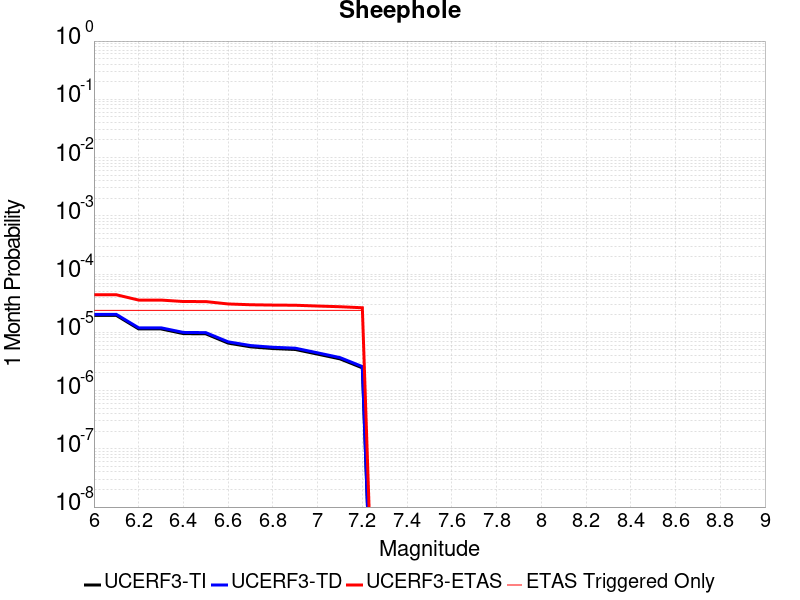 Sheephole
10^0
10^-1
10^-2
10^-3
10^-4
10^-5
10^-6
10^-7
10^-8
1 Month Probability
6 6.2 6.4 6.6 6.8 7 7.2 7.4 7.6 7.8 8 8.2 8.4 8.6 8.8 9
Magnitude
UCERF3-TI UCERF3-TD UCERF3-ETAS ETAS Triggered Only